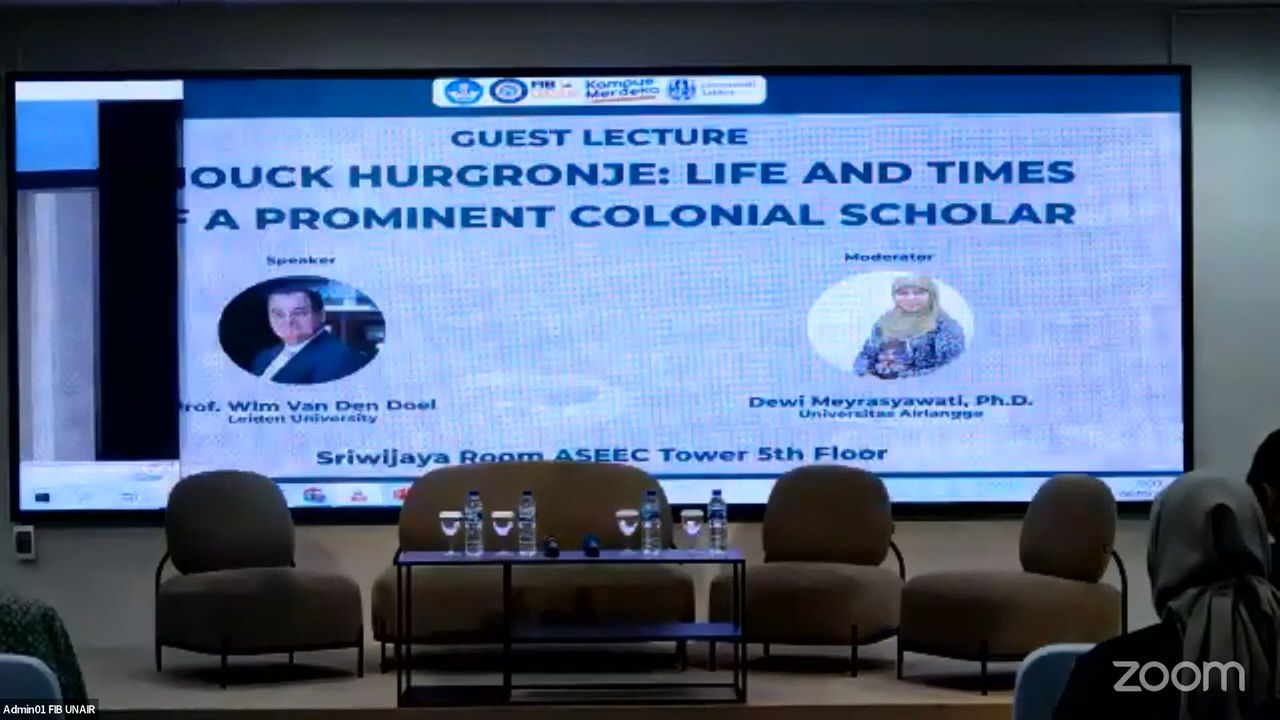 FIB
Kampus
Merdeka
GUEST LECTURE
OUCK HURGRONJE: LIFE AND TIMES
F A PROMINENT COLONIAL SCHOLAR
Speaker
Moderator
Prof. Wim Van Den Doel
Leiden University
Dewi Meyrasyawati, Ph.D.
Universitas Airlangga
Sriwijaya Room ASEEC Tower 5th Floor
zoom
Admin01 FIB UNAIR